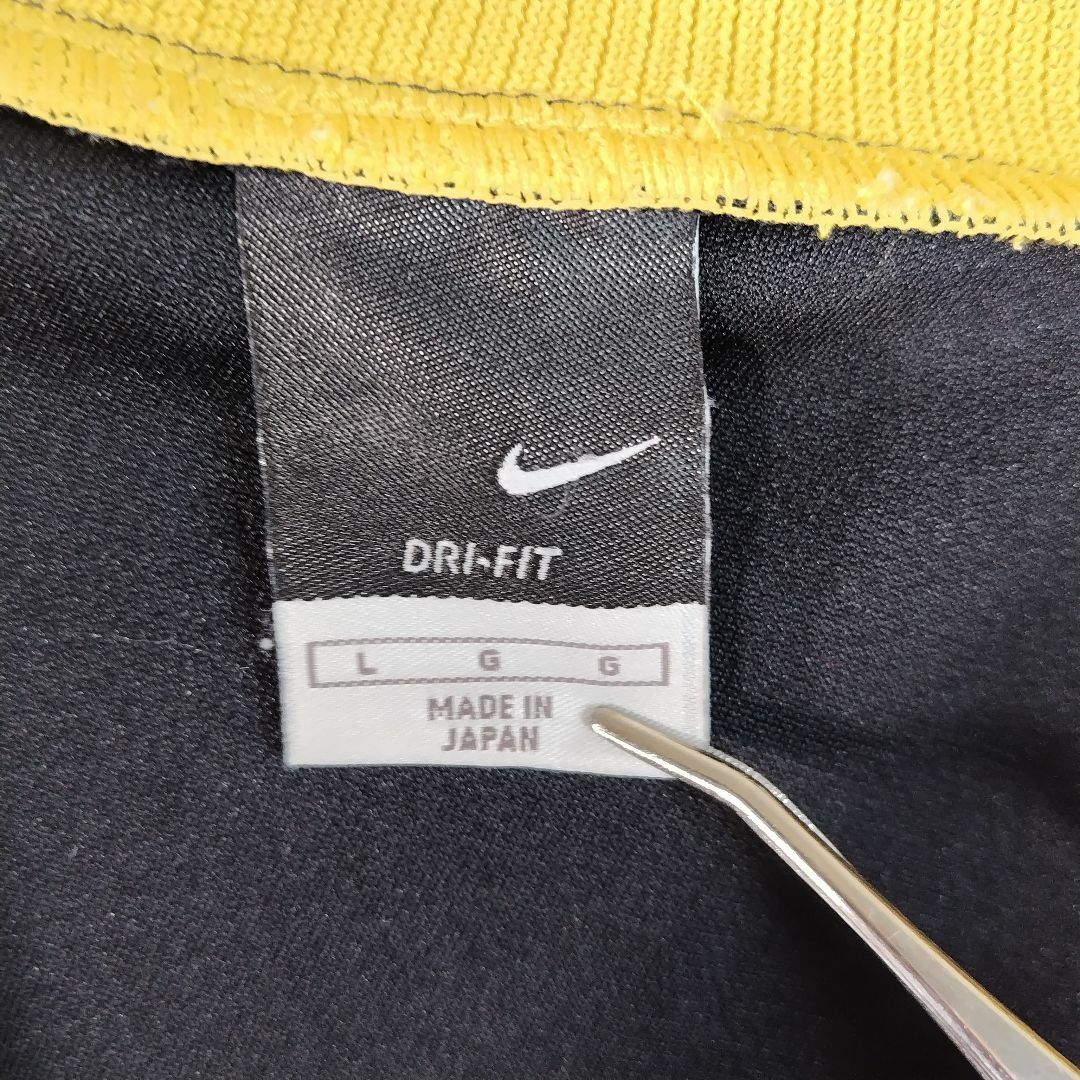 DRI-FIT
L G G
MADE IN
JAPAN